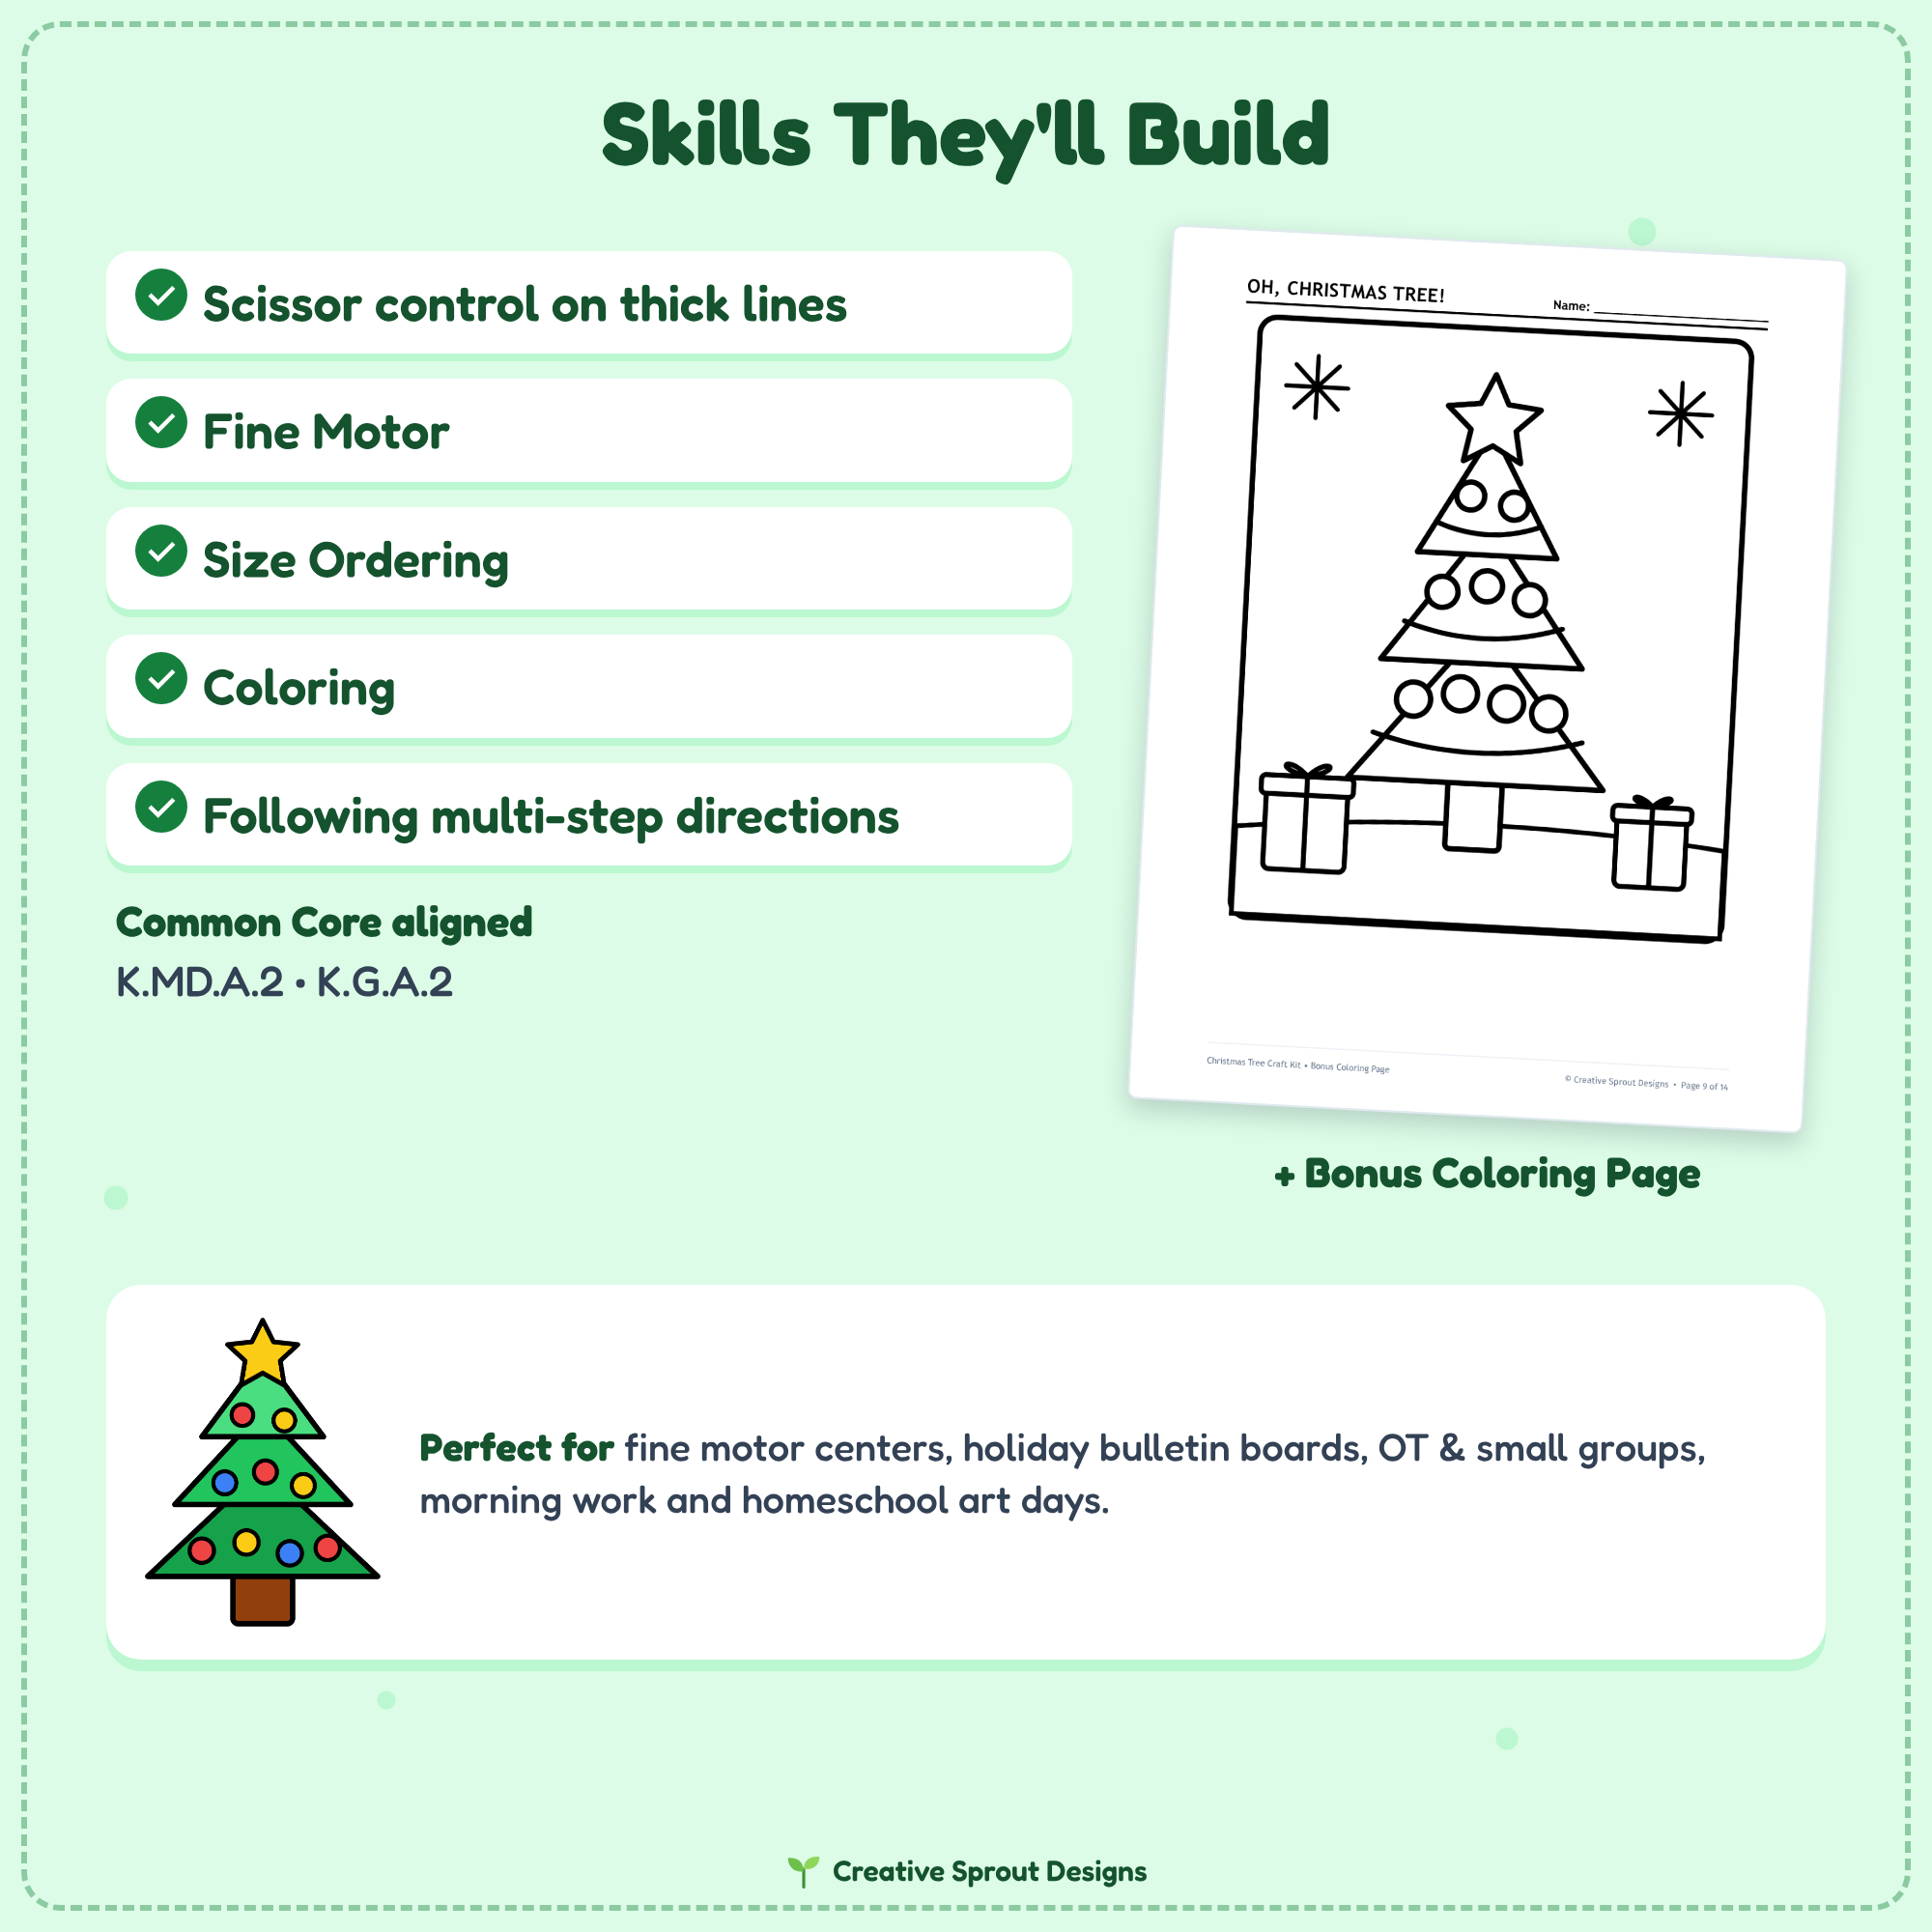 Skills They'll Build
Scissor control on thick lines
Fine Motor
Size Ordering
Coloring
Following multi-step directions
Common Core aligned
K.MD.A.2 • K.G.A.2
OH, CHRISTMAS TREE!
Name:
Christmas Tree Craft Kit • Bonus Coloring Page
© Creative Sprout Designs • Page 9 of 14
+ Bonus Coloring Page
Perfect for fine motor centers, holiday bulletin boards, OT & small groups,
morning work and homeschool art days.
Creative Sprout Designs